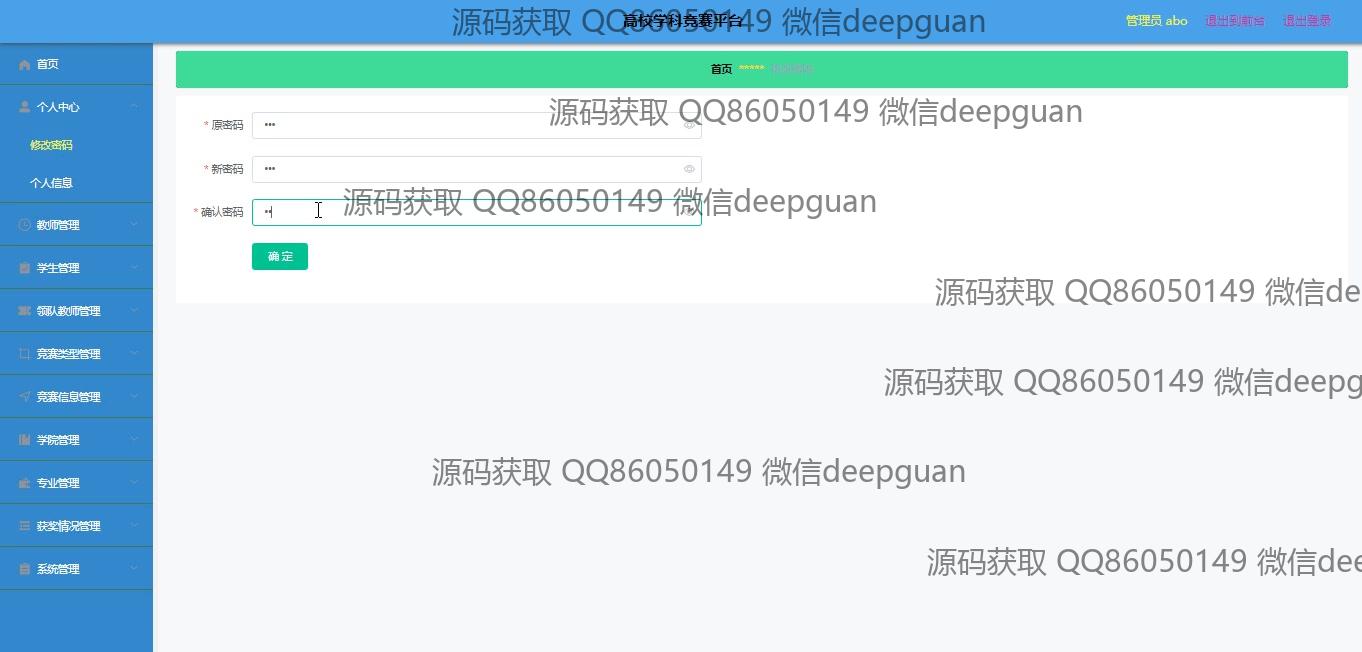 高校学科竞赛平台
源码获取 QQ86050149 微信deepguan
管理员 abo
退出到前台
退出登录
首页
个人中心
修改密码
个人信息
教师管理
学生管理
领队教师管理
竞赛类型管理
竞赛信息管理
学院管理
专业管理
获奖情况管理
系统管理
首页 ***** 修改密码
源码获取 QQ86050149 微信deepguan
* 原密码 •••
* 新密码 •••
源码获取 QQ86050149 微信deepguan
* 确认密码 ••
确 定
源码获取 QQ86050149 微信de
源码获取 QQ86050149 微信deepg
源码获取 QQ86050149 微信deepguan
源码获取 QQ86050149 微信dee